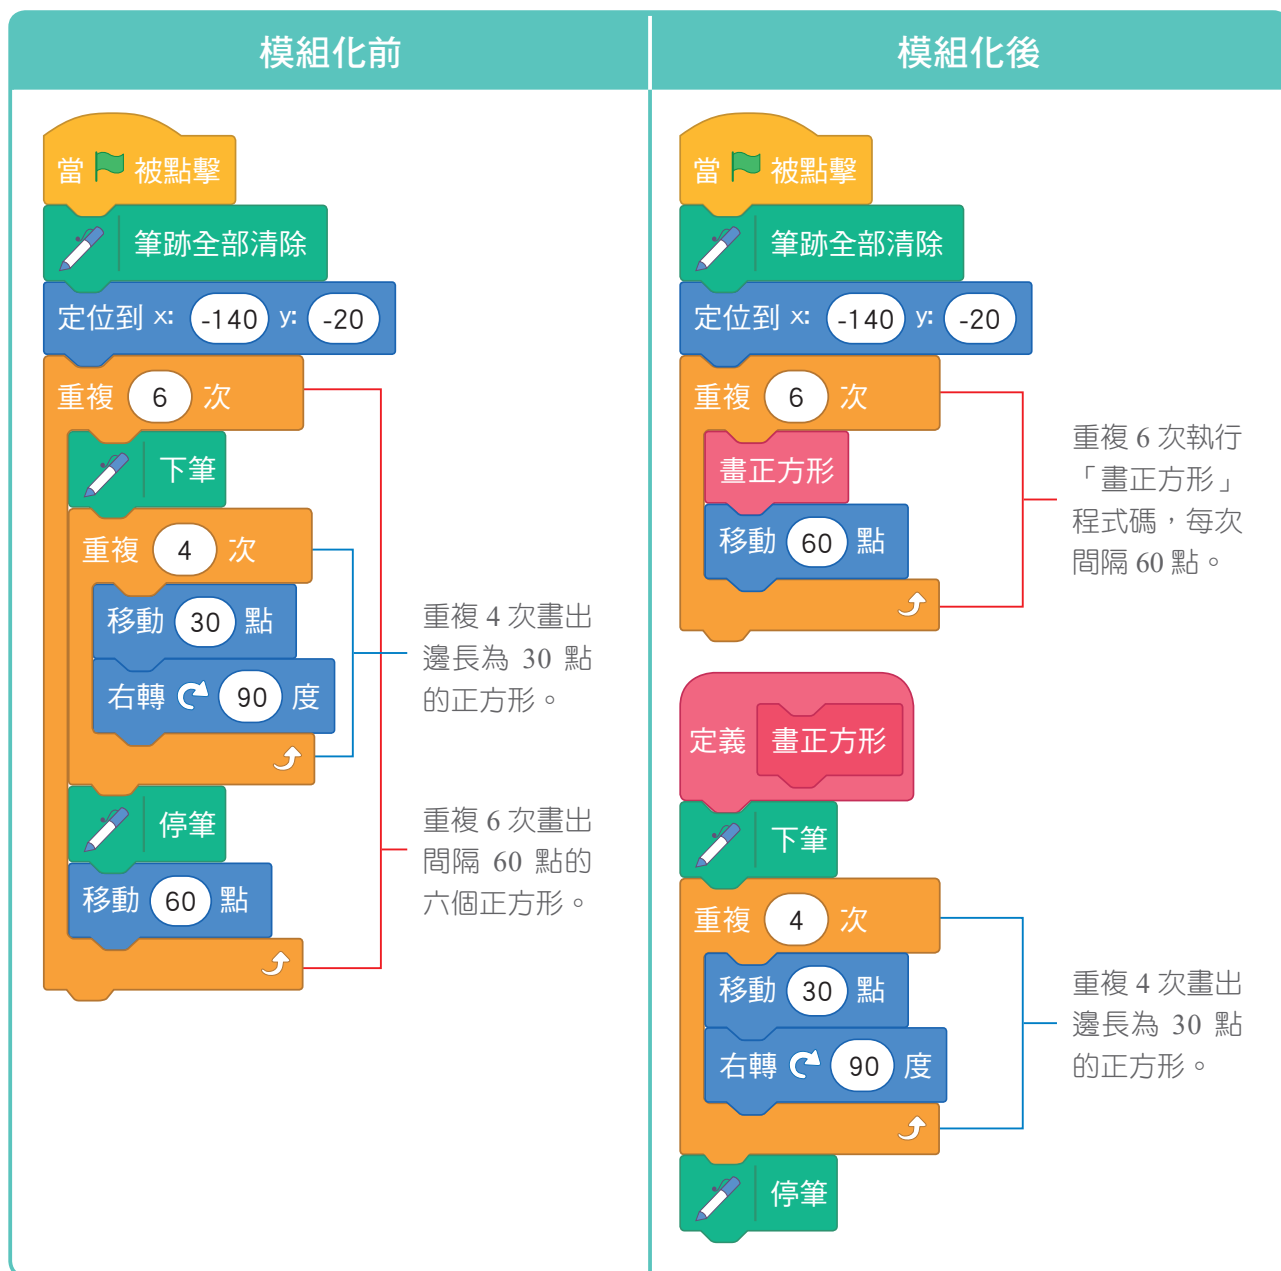 模組化前
當 被點擊
筆跡全部清除
定位到 x: -140 y: -20
重複 6 次
下筆
重複 4 次
移動 30 點
右轉 90 度
停筆
移動 60 點
重複 4 次畫出
邊長為 30 點
的正方形。
重複 6 次畫出
間隔 60 點的
六個正方形。
模組化後
當 被點擊
筆跡全部清除
定位到 x: -140 y: -20
重複 6 次
畫正方形
移動 60 點
重複 6 次執行
「畫正方形」
程式碼，每次
間隔 60 點。
定義 畫正方形
下筆
重複 4 次
移動 30 點
右轉 90 度
停筆
重複 4 次畫出
邊長為 30 點
的正方形。